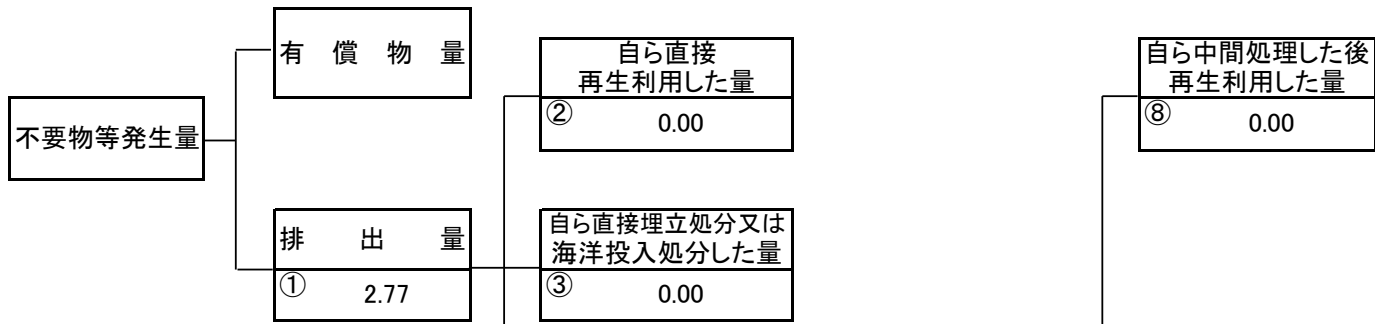 有償物量
自ら直接
再生利用した量
② 0.00
自ら中間処理した後
再生利用した量
⑧ 0.00
不要物等発生量
排出量
① 2.77
自ら直接埋立処分又は
海洋投入処分した量
③ 0.00